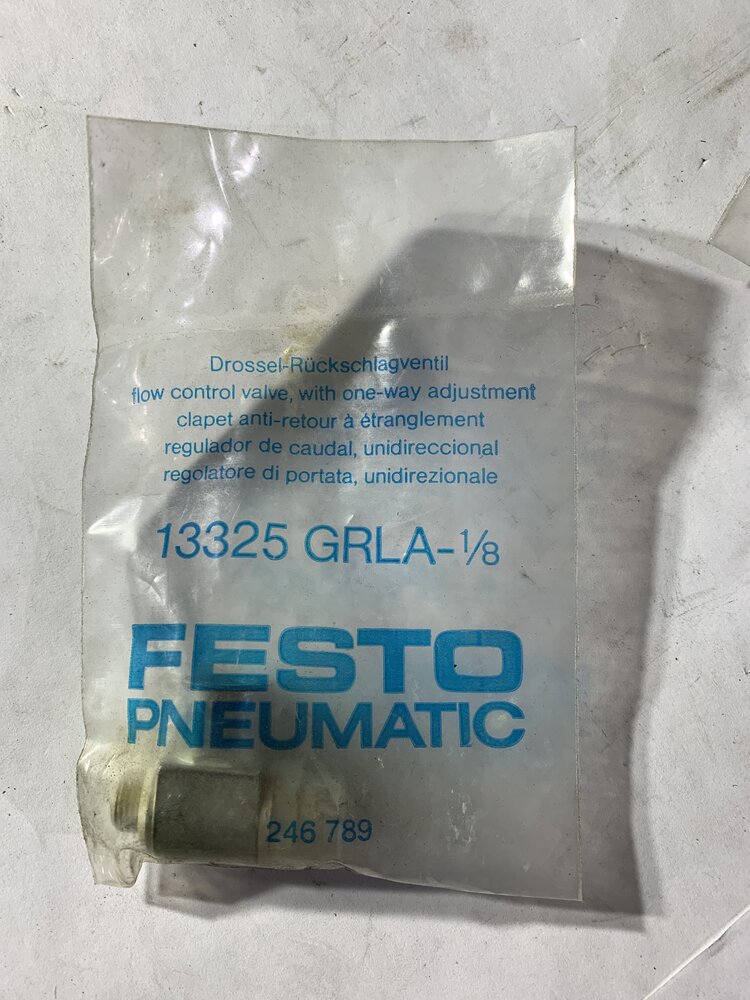 Drossel-Rückschlagventil
flow control valve, with one-way adjustment
clapet anti-retour à étranglement
regulador de caudal, unidireccional
regolatore di portata, unidirezionale
13325 GRLA-⅛
FESTO
PNEUMATIC
246 789